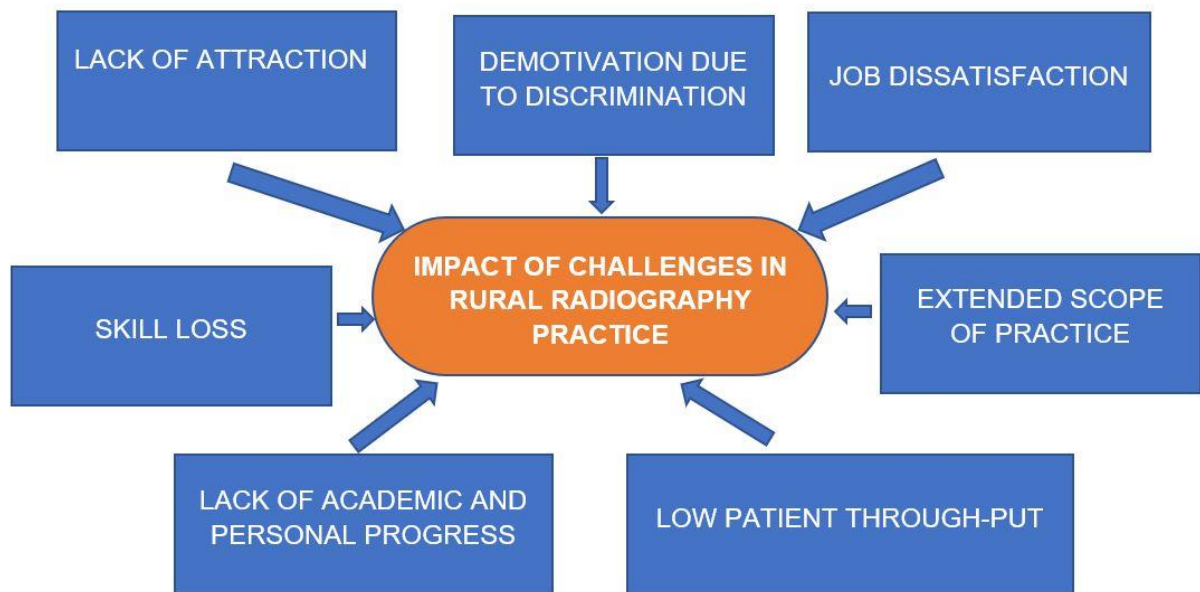 LACK OF ATTRACTION
DEMOTIVATION DUE
TO DISCRIMINATION
JOB DISSATISFACTION
IMPACT OF CHALLENGES IN
RURAL RADIOGRAPHY
PRACTICE
SKILL LOSS
EXTENDED SCOPE
OF PRACTICE
LACK OF ACADEMIC AND
PERSONAL PROGRESS
LOW PATIENT THROUGH-PUT